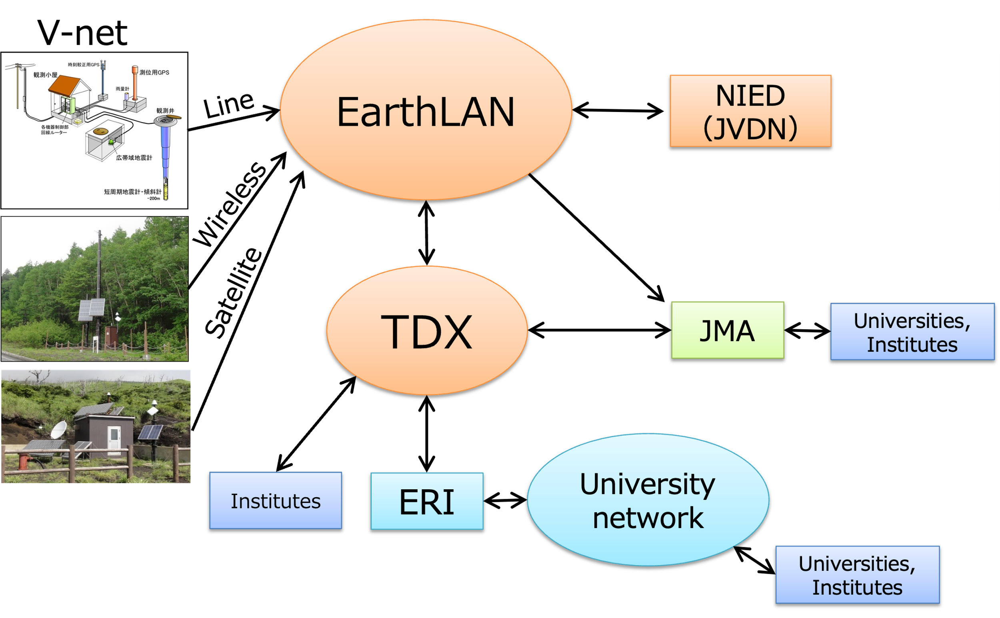 V-net
時刻較正用GPS
測位用GPS
観測小屋
雨量計
観測井
各機器制御部
回線ルーター
広帯域地震計
短周期地震計・傾斜計
-200m
Line
Wireless
Satellite
EarthLAN
NIED
(JVDN)
TDX
JMA
Universities,
Institutes
Institutes
ERI
University
network
Universities,
Institutes